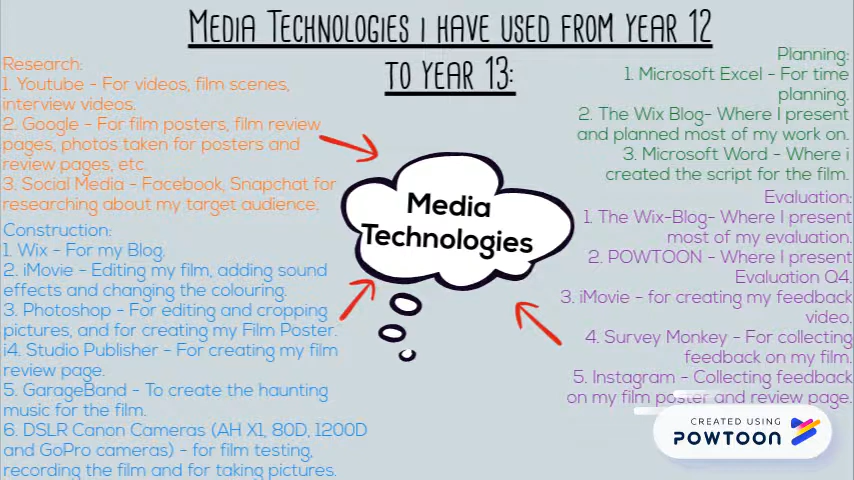 Media Technologies i have used from year 12
to year 13:
Research:
1. Youtube - For videos, film scenes,
interview videos.
2. Google - For film posters, film review
pages, photos taken for posters and
review pages, etc.
3. Social Media - Facebook, Snapchat for
researching about my target audience.
Construction:
1. Wix - For my Blog.
2. iMovie - Editing my film, adding sound
effects and changing the colouring.
3. Photoshop - For editing and cropping
pictures, and for creating my Film Poster.
i4. Studio Publisher - For creating my film
review page.
5. GarageBand - To create the haunting
music for the film.
6. DSLR Canon Cameras (AH X1, 80D, 1200D
and GoPro cameras) - for film testing,
recording the film and for taking pictures.
Media
Technologies
Planning:
1. Microsoft Excel - For time
planning.
2. The Wix Blog- Where I present
and planned most of my work on.
3. Microsoft Word - Where i
created the script for the film.
Evaluation:
1. The Wix-Blog- Where I present
most of my evaluation.
2. POWTOON - Where I present
Evaluation Q4.
3. iMovie - for creating my feedback
video.
4. Survey Monkey - For collecting
feedback on my film.
5. Instagram - Collecting feedback
on my film poster and review page.
CREATED USING
POWTOON